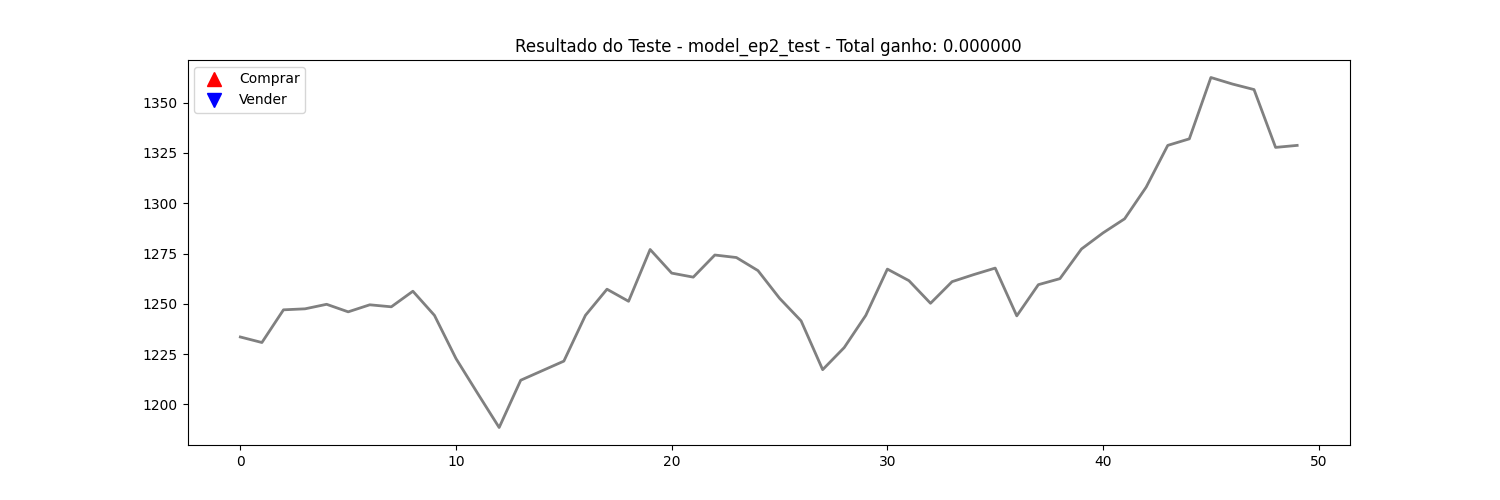 Resultado do Teste - model_ep2_test - Total ganho: 0.000000
Comprar
Vender
1350
1325
1300
1275
1250
1225
1200
0 10 20 30 40 50